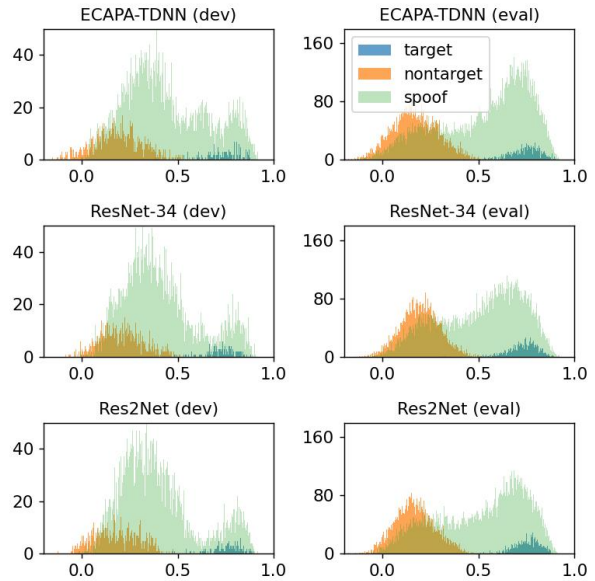 ECAPA-TDNN (dev)
ECAPA-TDNN (eval)
40
20
0
0.0 0.5 1.0
160
80
0
0.0 0.5 1.0
target
nontarget
spoof
ResNet-34 (dev)
ResNet-34 (eval)
40
20
0
0.0 0.5 1.0
160
80
0
0.0 0.5 1.0
Res2Net (dev)
Res2Net (eval)
40
20
0
0.0 0.5 1.0
160
80
0
0.0 0.5 1.0